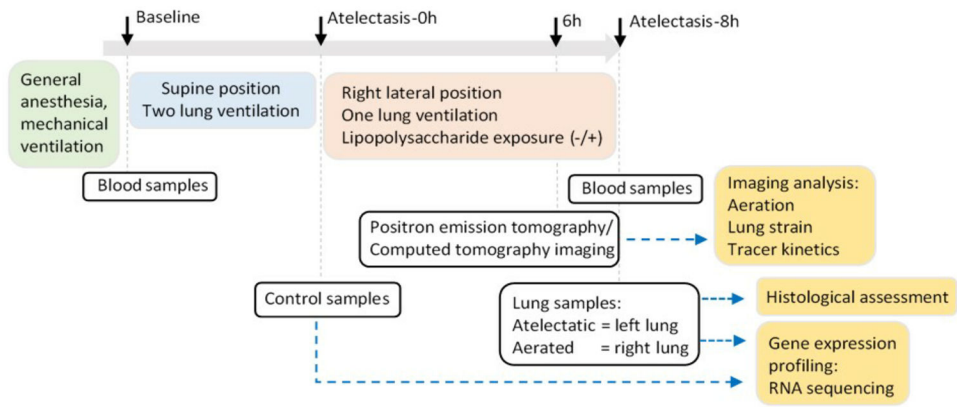 Baseline
Atelectasis-0h
6h
Atelectasis-8h
General
anesthesia,
mechanical
ventilation
Supine position
Two lung ventilation
Right lateral position
One lung ventilation
Lipopolysaccharide exposure (-/+)
Blood samples
Blood samples
Imaging analysis:
Aeration
Lung strain
Tracer kinetics
Positron emission tomography/
Computed tomography imaging
Control samples
Lung samples:
Atelectatic = left lung
Aerated = right lung
Histological assessment
Gene expression
profiling:
RNA sequencing